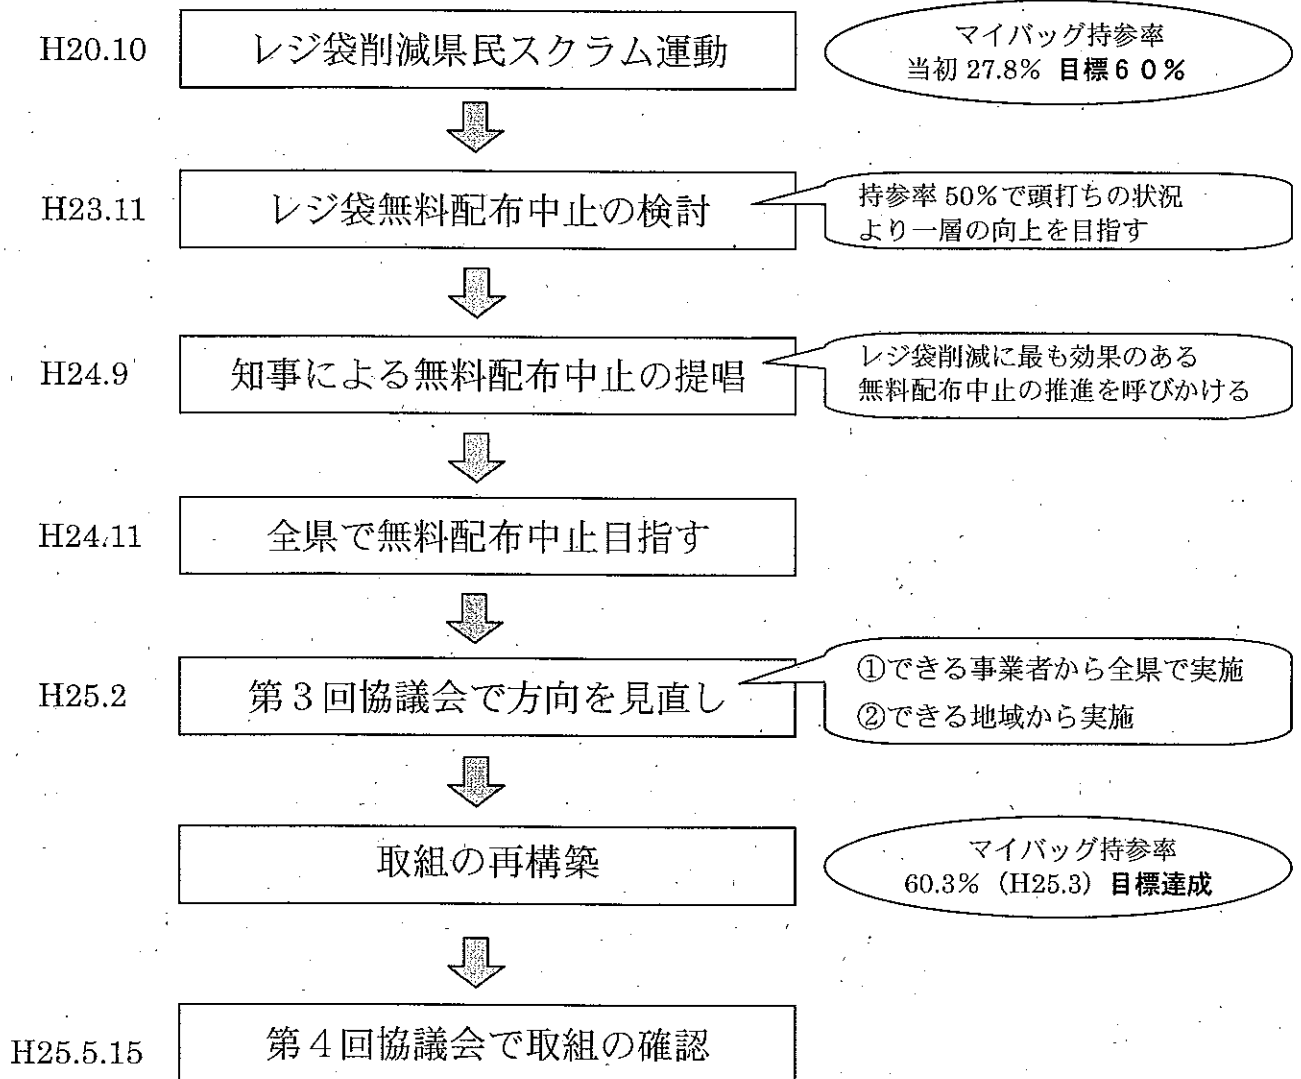 H20.10
レジ袋削減県民スクラム運動
マイバッグ持参率
当初 27.8% 目標60%
H23.11
レジ袋無料配布中止の検討
持参率 50%で頭打ちの状況
より一層の向上を目指す
H24.9
知事による無料配布中止の提唱
レジ袋削減に最も効果のある
無料配布中止の推進を呼びかける
H24.11
全県で無料配布中止目指す
H25.2
第3回協議会で方向を見直し
①できる事業者から全県で実施
②できる地域から実施
取組の再構築
マイバッグ持参率
60.3%（H25.3）目標達成
H25.5.15
第4回協議会で取組の確認